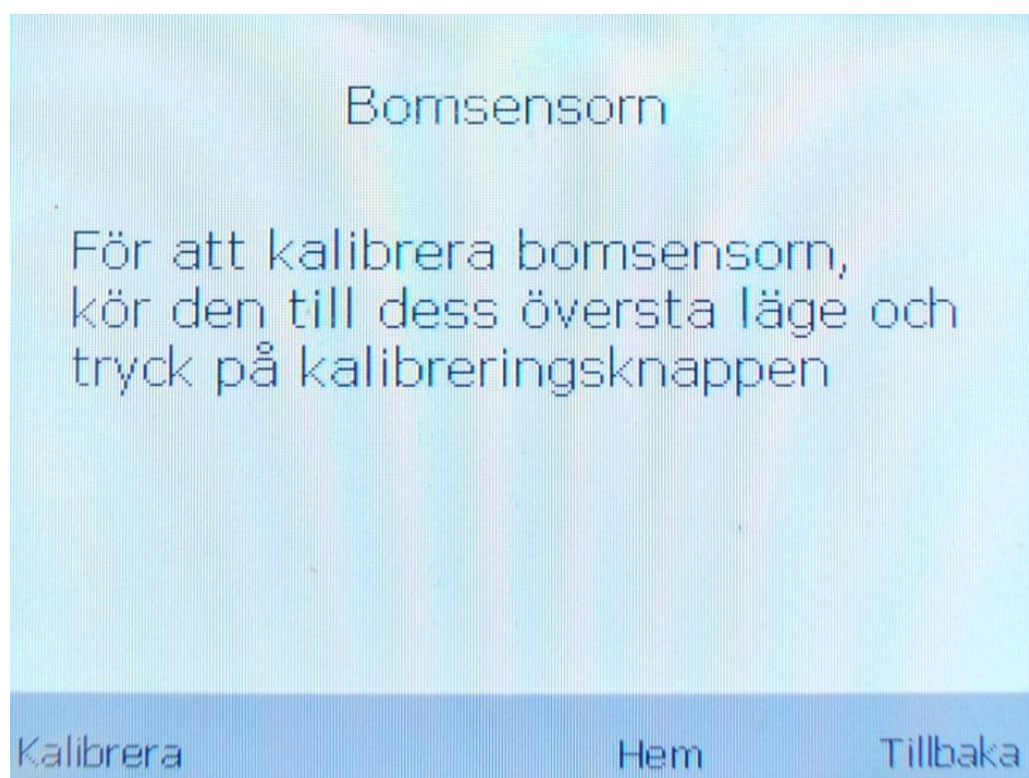 Bomsensorn
För att kalibrera bomsensorn,
kör den till dess översta läge och
tryck på kalibreringsknappen
Kalibrera Hem Tillbaka